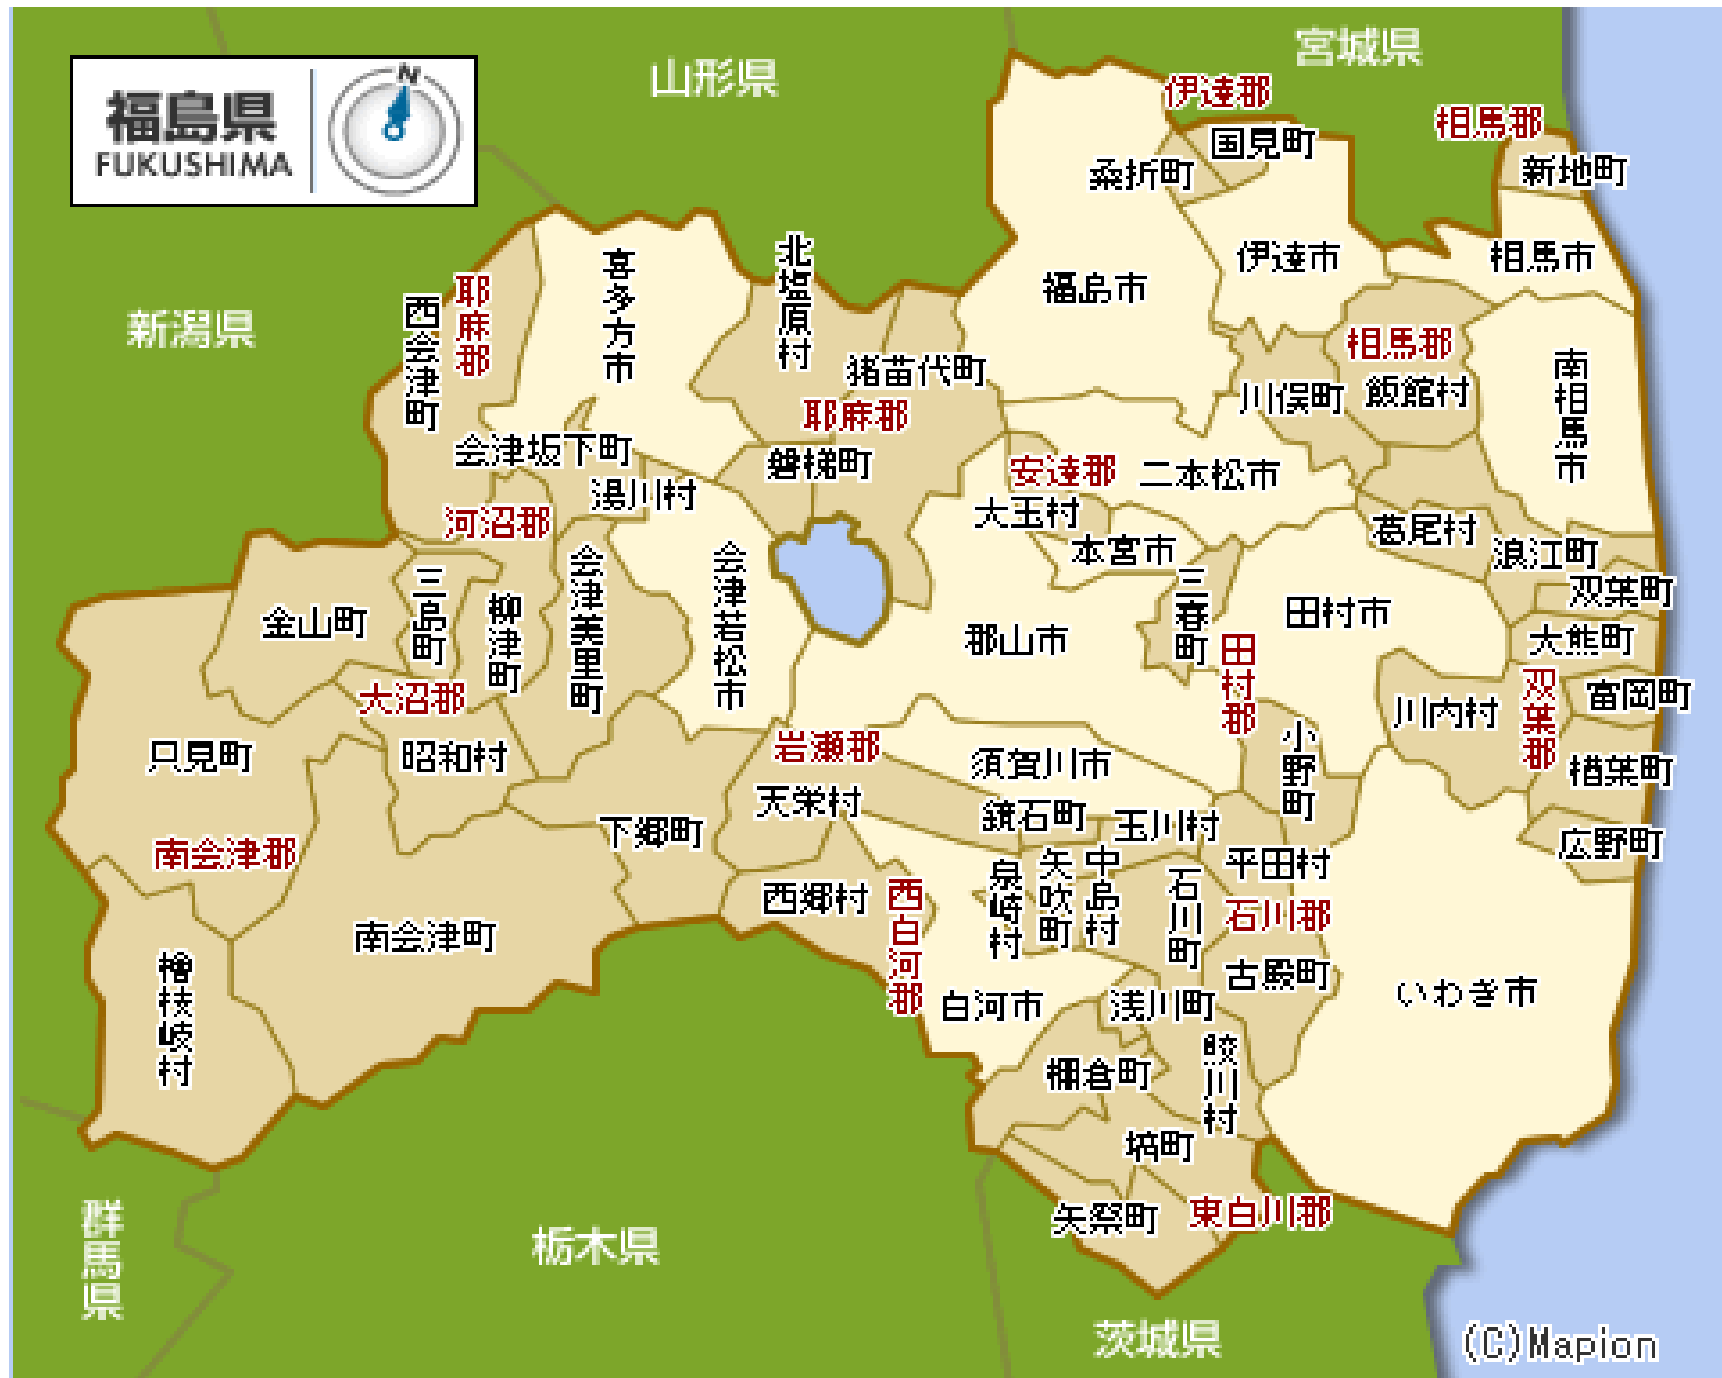 福島県
FUKUSHIMA
N
山形県
宮城県
新潟県
群馬県
栃木県
茨城県
伊達郡
国見町
桑折町
相馬郡
新地町
相馬市
伊達市
福島市
北塩原村
喜多方市
耶麻郡
西会津町
猪苗代町
耶麻郡
相馬郡
飯館村
川俣町
南相馬市
会津坂下町
磐梯町
湯川村
安達郡
二本松市
大玉村
本宮市
河沼郡
葛尾村
浪江町
双葉町
大熊町
富岡町
双葉郡
楢葉町
広野町
川内村
田村市
三春町
田村郡
小野町
郡山市
会津若松市
会津美里町
柳津町
三島町
金山町
大沼郡
昭和村
只見町
南会津郡
南会津町
檜枝岐村
下郷町
岩瀬郡
天栄村
須賀川市
鏡石町
玉川村
平田村
石川郡
古殿町
石川町
中島村
矢吹町
泉崎村
西郷村
西白河郡
白河市
浅川町
鮫川村
棚倉町
塙町
矢祭町
東白川郡
いわき市
(C)Mapion